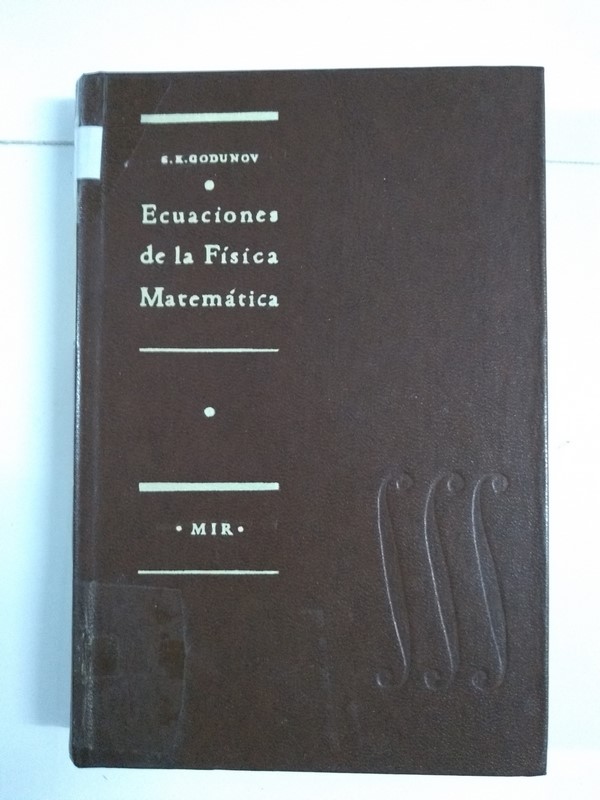 S.K.GODUNOV
Ecuaciones
de la Física
Matemática
• MIR •